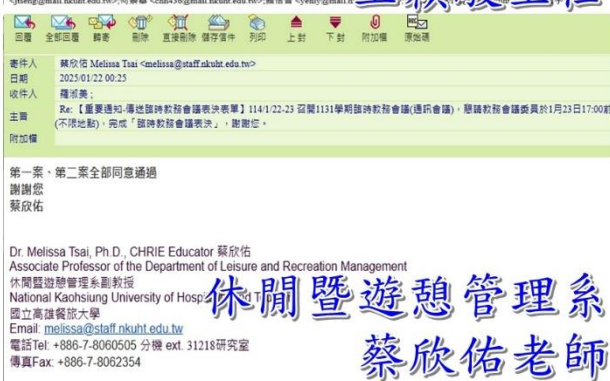 回覆 全部回覆 轉寄 刪除 直接刪除 儲存信件 列印 上封 下封 附加檔 原始碼
寄件人 蔡欣佑 Melissa Tsai <melissa@staff.nkuht.edu.tw>
日期 2025/01/22 00:25
收件人 羅淑美;
主旨 Re:【重要通知-傳送臨時教務會議表決表單】114/1/22-23 召開1131學期臨時教務會議(通訊會議)，懇請教務會議委員於1月23日17:00前
(不限地點)，完成「臨時教務會議表決」，謝謝您。
附加檔
第一案、第二案全部同意通過
謝謝您
蔡欣佑
Dr. Melissa Tsai, Ph.D., CHRIE Educator 蔡欣佑
Associate Professor of the Department of Leisure and Recreation Management
休閒暨遊憩管理系副教授
National Kaohsiung University of Hosp
國立高雄餐旅大學
Email: melissa@staff.nkuht.edu.tw
電話Tel: +886-7-8060505 分機 ext. 31218研究室
傳真Fax: +886-7-8062354
休閒暨遊憩管理系
蔡欣佑老師